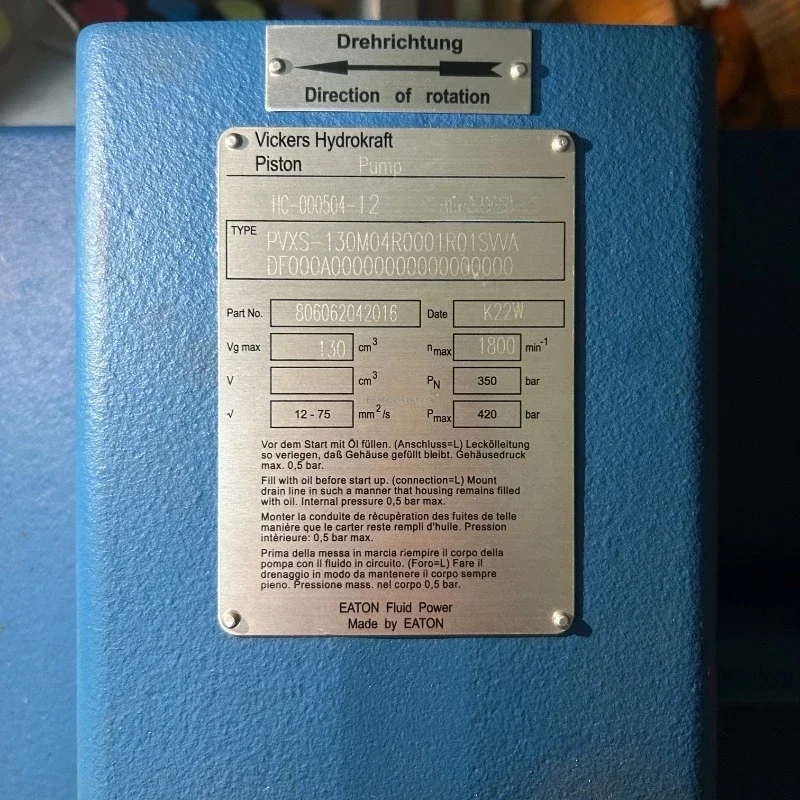 Drehrichtung
Direction of rotation
Vickers Hydrokraft
Piston Pump
HC-000504-12
TYPE PVXS-130M04R0001R01SVVA
DF000A00000000000000000
Part No. 806062042016 Date K22W
Vg max 130 cm³ nmax 1800 min-1
V cm³ PN 350 bar
√ 12 - 75 mm²/s Pmax 420 bar
Vor dem Start mit Öl füllen. (Anschluss=L) Leckölleitung
so verlegen, daß Gehäuse gefüllt bleibt. Gehäusedruck
max. 0,5 bar.
Fill with oil before start up. (connection=L) Mount
drain line in such a manner that housing remains filled
with oil. Internal pressure 0,5 bar max.
Monter la conduite de rècupèration des fuites de telle
manière que le carter reste rempli d'huile. Pression
intèrieure: 0,5 bar max.
Prima della messa in marcia riempire il corpo della
pompa con il fluido in circuito. (Foro=L) Fare il
drenaggio in modo da mantenere il corpo sempre
pieno. Pressione mass. nel corpo 0,5 bar.
EATON Fluid Power
Made by EATON